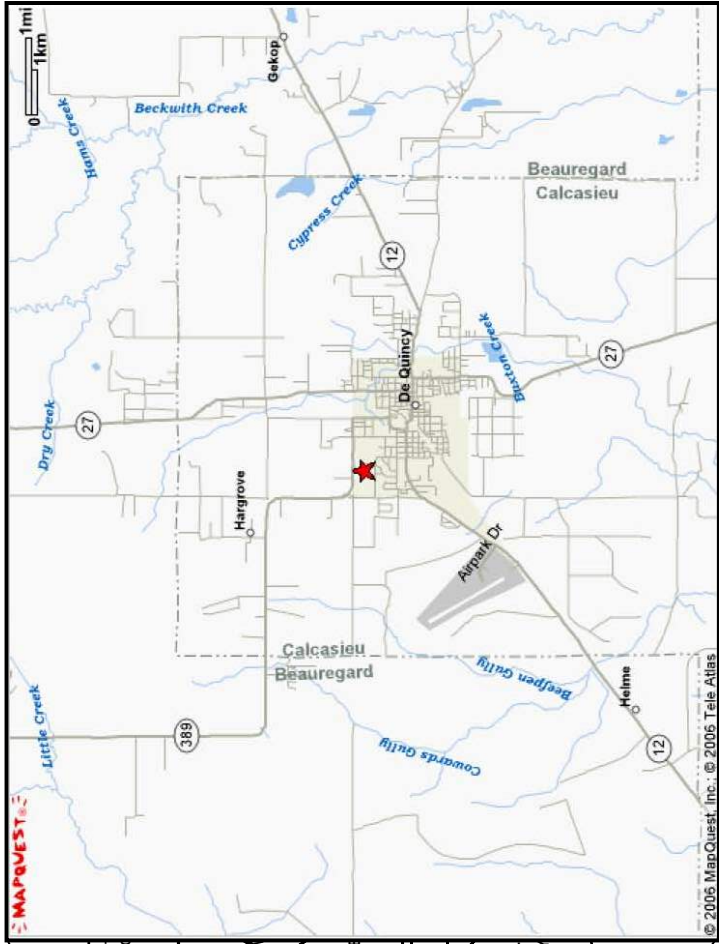 MAPQUEST
0 1mi
1km
Hams Creek
Beckwith Creek
Gekop
Cypress Creek
12
Beauregard
Calcasieu
Dry Creek
27
De Quincy
Buxton Creek
27
Hargrove
Airpark Dr
Calcasieu
Beauregard
Little Creek
389
Cowards Gully
Beefpen Gully
Helme
12
© 2006 MapQuest, Inc.; © 2006 Tele Atlas